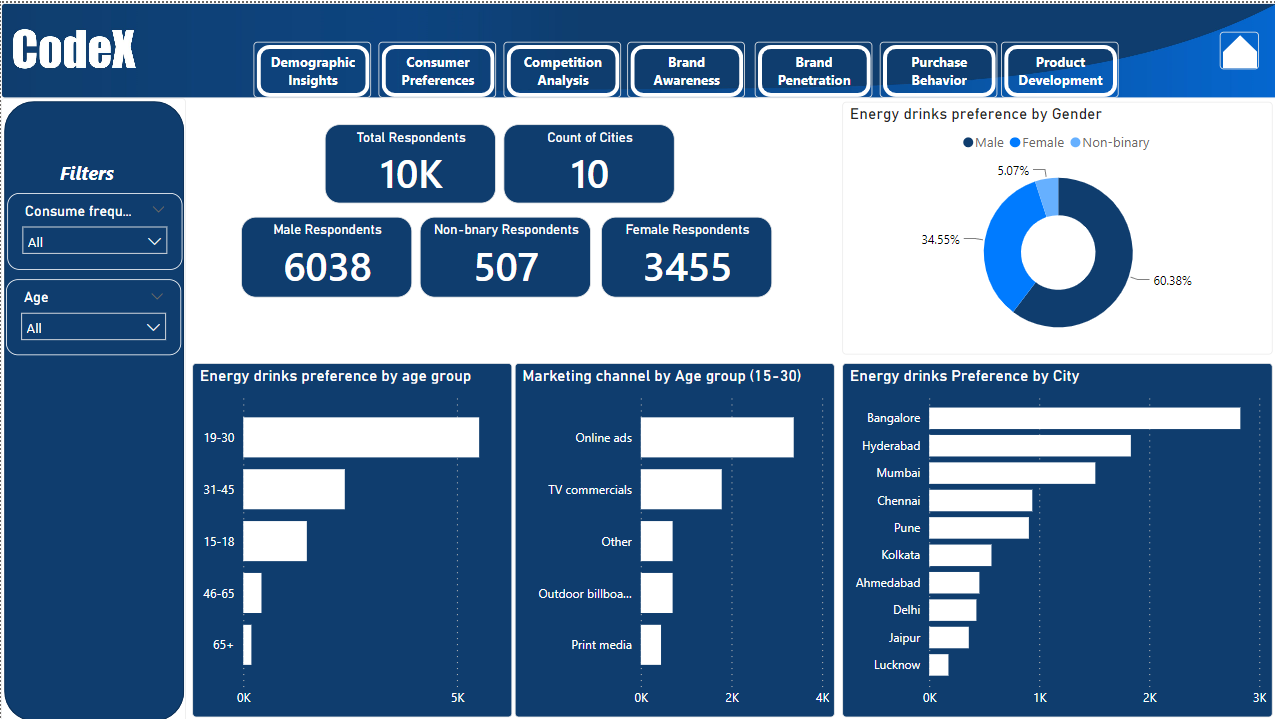 CodeX
Demographic
Insights
Consumer
Preferences
Competition
Analysis
Brand
Awareness
Brand
Penetration
Purchase
Behavior
Product
Development
Filters
Consume frequ...
All
Age
All
Total Respondents
10K
Count of Cities
10
Male Respondents
6038
Non-bnary Respondents
507
Female Respondents
3455
Energy drinks preference by Gender
Male Female Non-binary
5.07%
34.55%
60.38%
Energy drinks preference by age group
19-30
31-45
15-18
46-65
65+
0K 5K
Marketing channel by Age group (15-30)
Online ads
TV commercials
Other
Outdoor billboa...
Print media
0K 2K 4K
Energy drinks Preference by City
Bangalore
Hyderabad
Mumbai
Chennai
Pune
Kolkata
Ahmedabad
Delhi
Jaipur
Lucknow
0K 1K 2K 3K